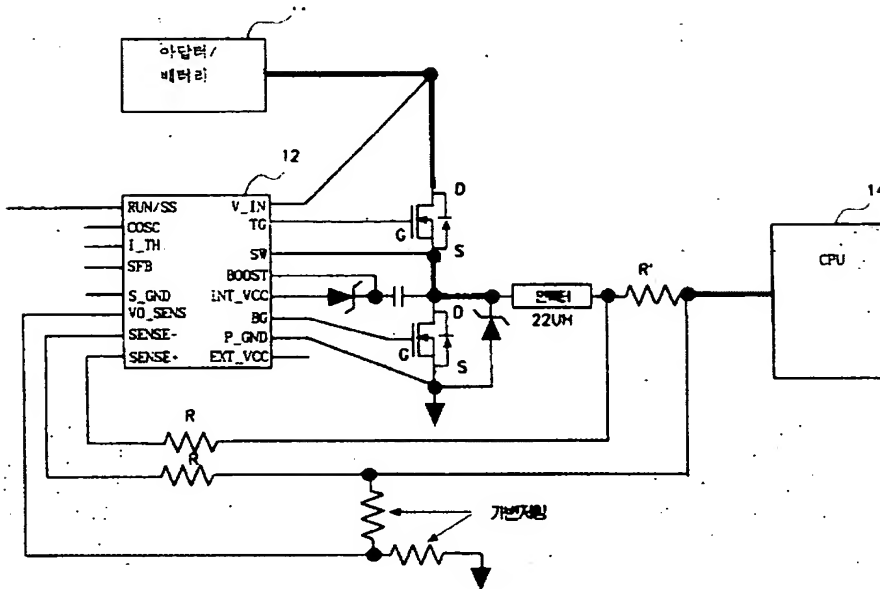 아답터/
배터리
12
RUN/SS
COSC
I_TH
SFB
S_GND
VO_SENS
SENSE-
SENSE+
V_IN
TG
SW
BOOST
INT_VCC
BG
P_GND
EXT_VCC
D
G
S
D
G
S
22UH
R'
14
CPU
R
R
가변저항